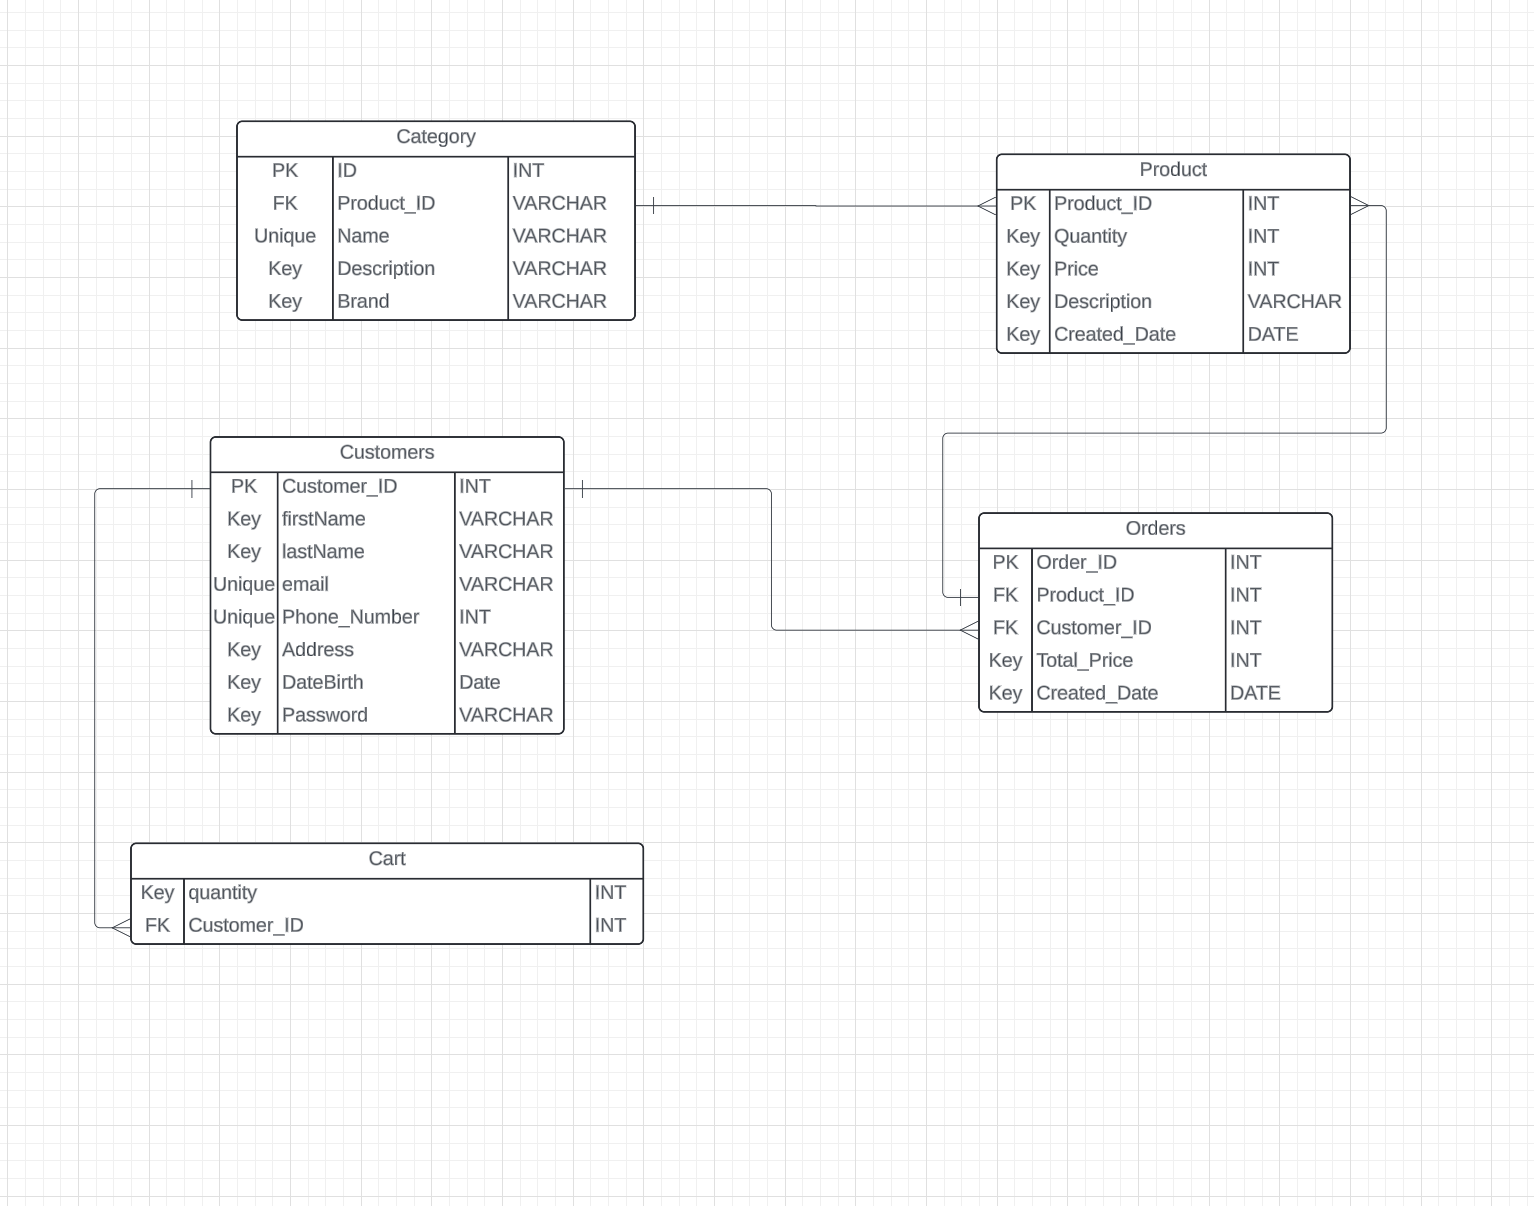 Category
PK ID INT
FK Product_ID VARCHAR
Unique Name VARCHAR
Key Description VARCHAR
Key Brand VARCHAR
Product
PK Product_ID INT
Key Quantity INT
Key Price INT
Key Description VARCHAR
Key Created_Date DATE
Customers
PK Customer_ID INT
Key firstName VARCHAR
Key lastName VARCHAR
Unique email VARCHAR
Unique Phone_Number INT
Key Address VARCHAR
Key DateBirth Date
Key Password VARCHAR
Orders
PK Order_ID INT
FK Product_ID INT
FK Customer_ID INT
Key Total_Price INT
Key Created_Date DATE
Cart
Key quantity INT
FK Customer_ID INT